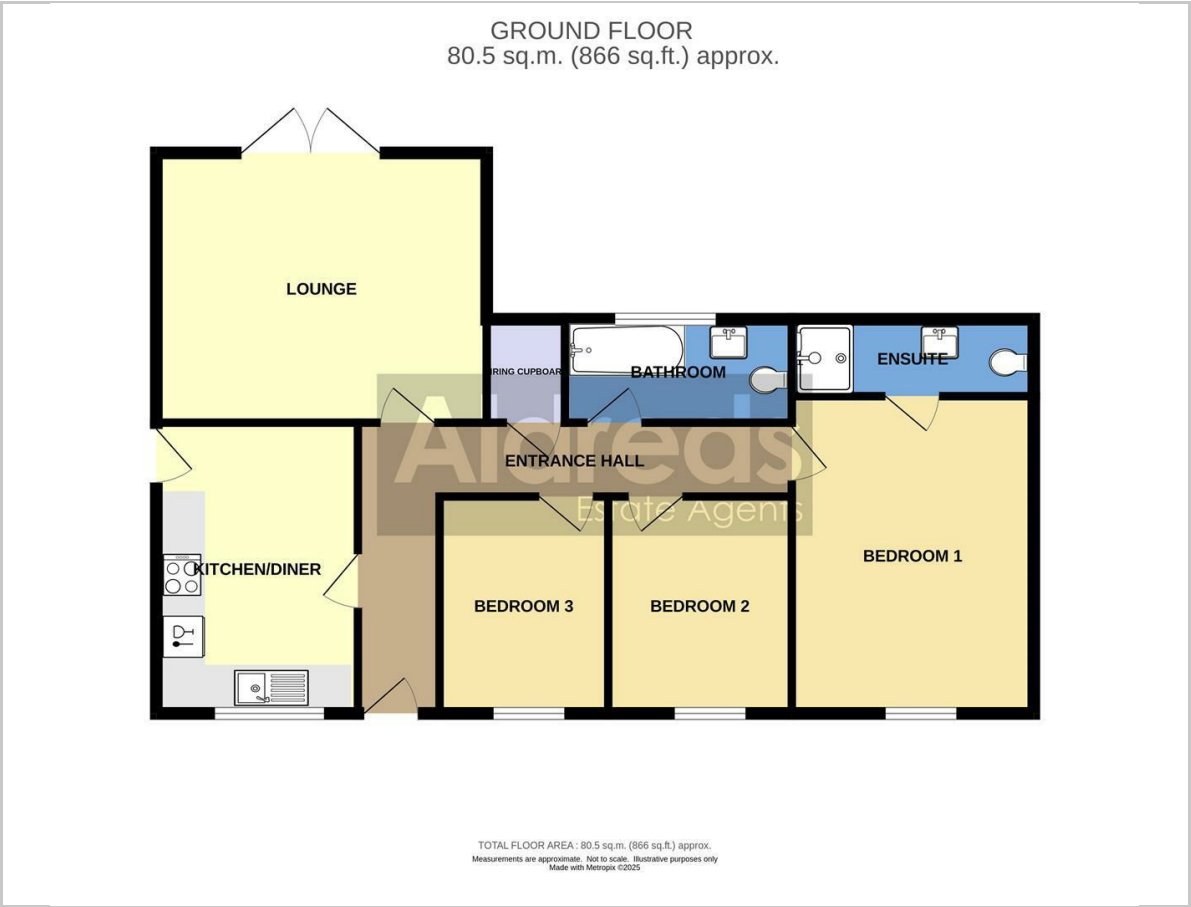 GROUND FLOOR
80.5 sq.m. (866 sq.ft.) approx.
LOUNGE
IRING CUPBOAR
BATHROOM
ENSUITE
Aldreds
ENTRANCE HALL
Estate Agents
KITCHEN/DINER
BEDROOM 1
BEDROOM 3
BEDROOM 2
TOTAL FLOOR AREA : 80.5 sq.m. (866 sq.ft.) approx.
Measurements are approximate. Not to scale. Illustrative purposes only
Made with Metropix ©2025